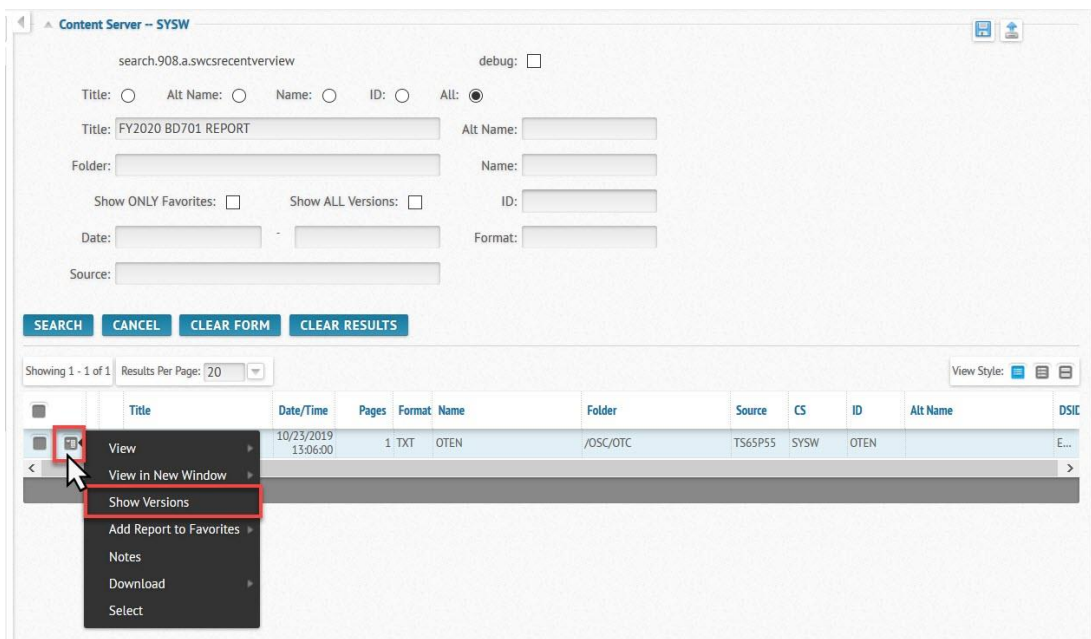 Content Server -- SYSW
search.908.a.swcsrecentverview debug:
Title: Alt Name: Name: ID: All:
Title: FY2020 BD701 REPORT Alt Name:
Folder: Name:
Show ONLY Favorites: Show ALL Versions: ID:
Date: - Format:
Source:
SEARCH CANCEL CLEAR FORM CLEAR RESULTS
Showing 1 - 1 of 1 Results Per Page: 20 View Style:
Title Date/Time Pages Format Name Folder Source CS ID Alt Name DSID
10/23/2019 13:06:00 1 TXT OTEN /OSC/OTC TS65P55 SYSW OTEN E...
View
View in New Window
Show Versions
Add Report to Favorites
Notes
Download
Select